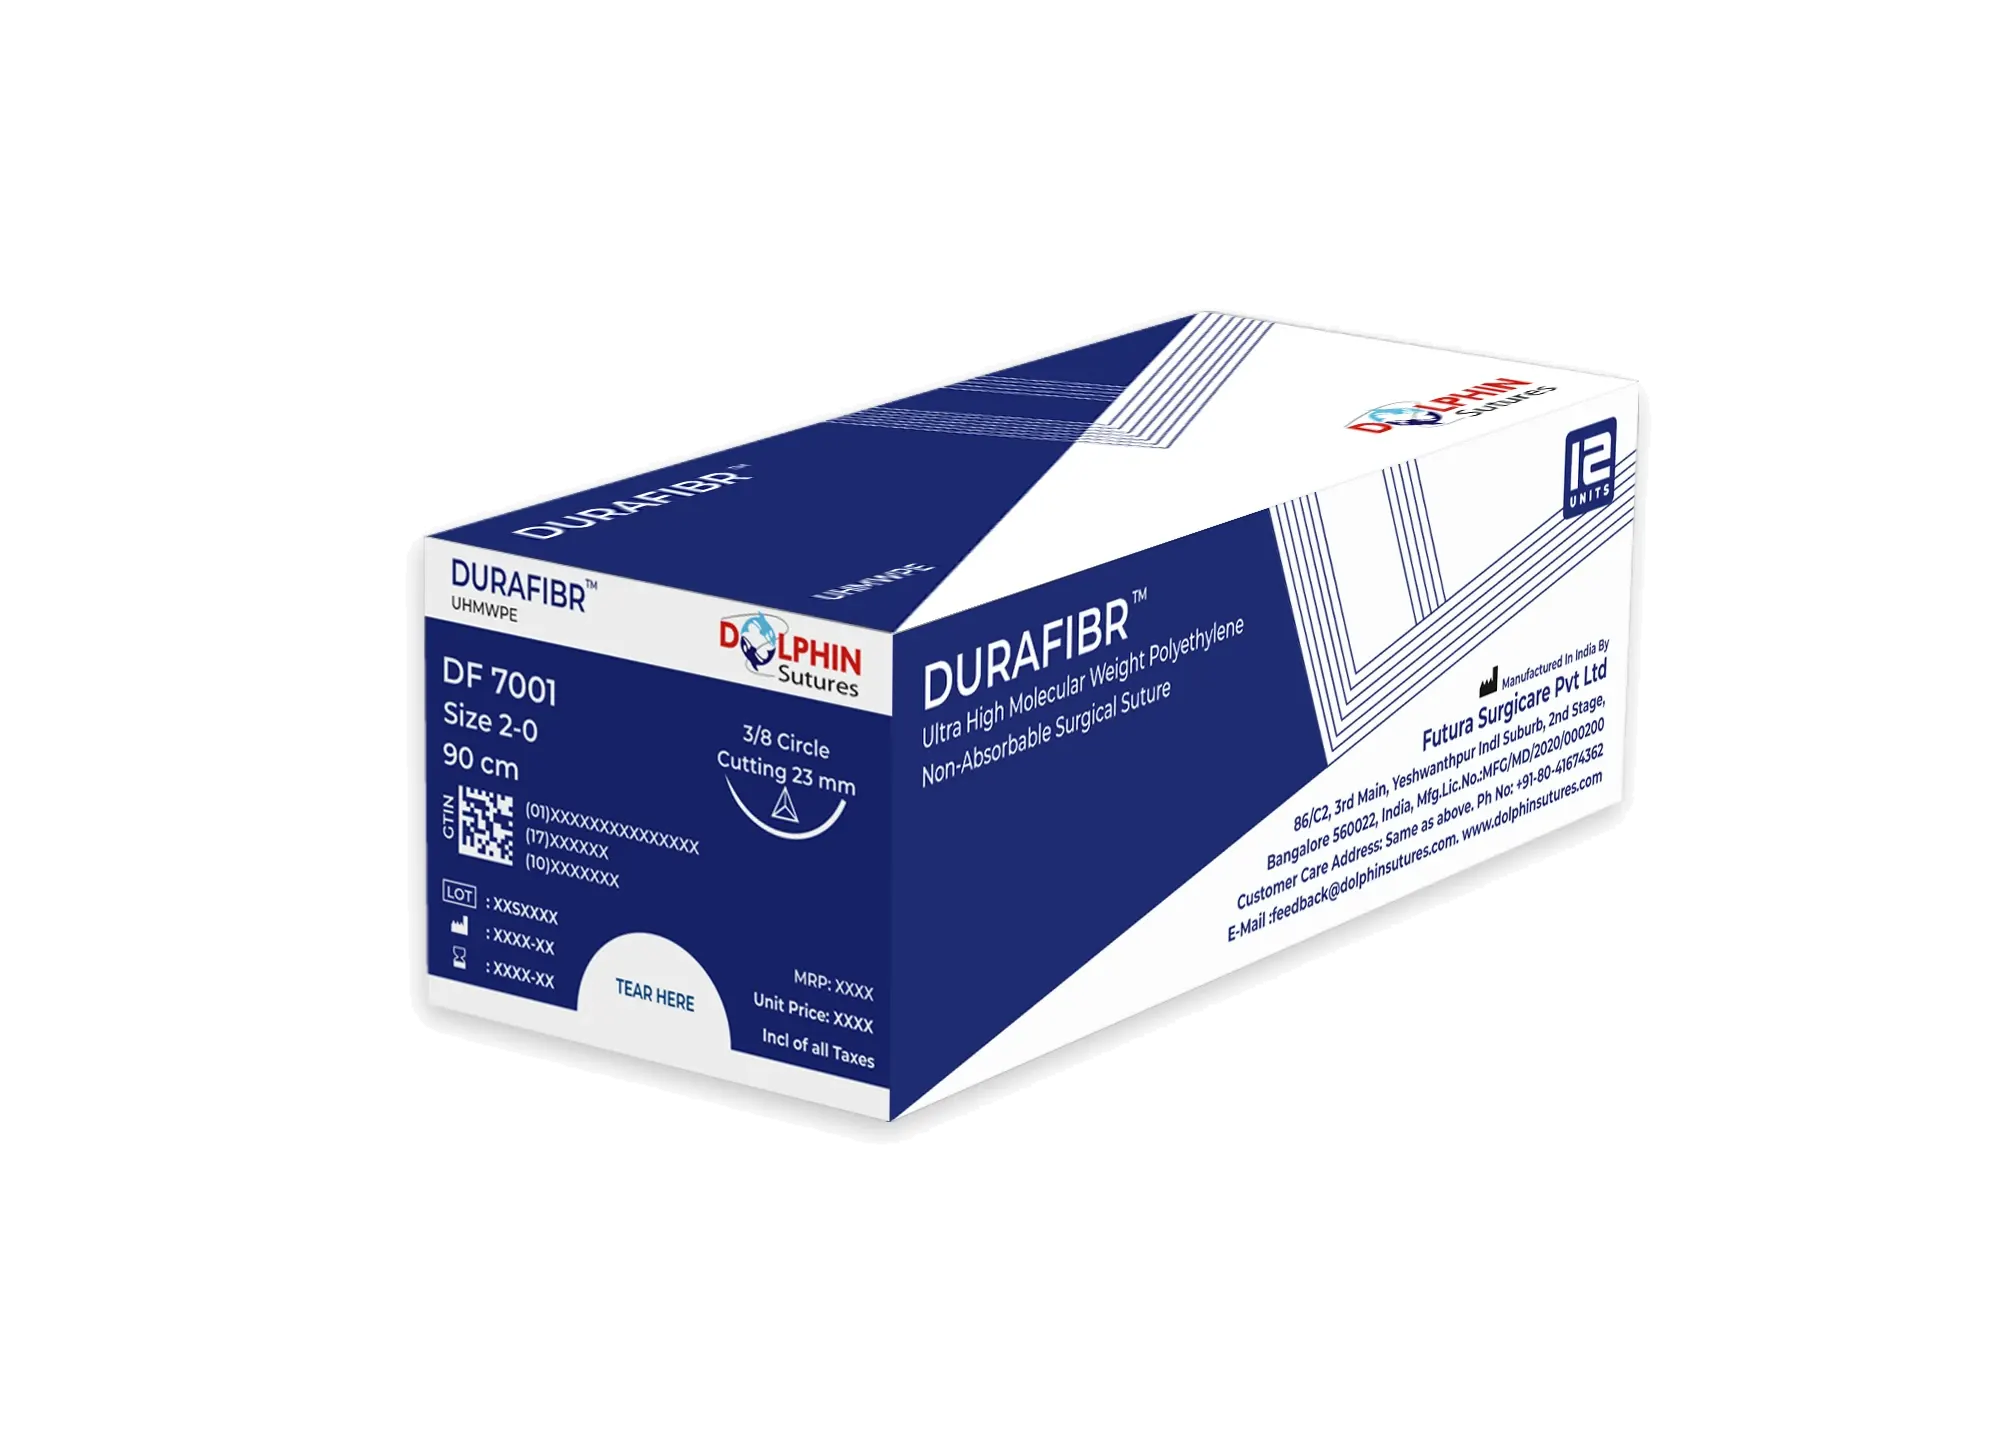 DURAFIBR™
UHMWPE
DOLPHIN
Sutures
DURAFIBR™
UHMWPE
DOLPHIN
Sutures
DF 7001
Size 2-0
90 cm
3/8 Circle
Cutting 23 mm
GTIN
(01)XXXXXXXXXXXXXXX
(17)XXXXXX
(10)XXXXXXX
LOT : XXSXXXX
: XXXX-XX
: XXXX-XX
TEAR HERE
MRP: XXXX
Unit Price: XXXX
Incl of all Taxes
DURAFIBR™
Ultra High Molecular Weight Polyethylene
Non-Absorbable Surgical Suture
12
UNITS
Manufactured In India By
Futura Surgicare Pvt Ltd
86/C2, 3rd Main, Yeshwanthpur Indl Suburb, 2nd Stage,
Bangalore 560022, India, Mfg.Lic.No.:MFG/MD/2020/000200
Customer Care Address: Same as above. Ph No: +91-80-41674362
E-Mail :feedback@dolphinsutures.com. www.dolphinsutures.com